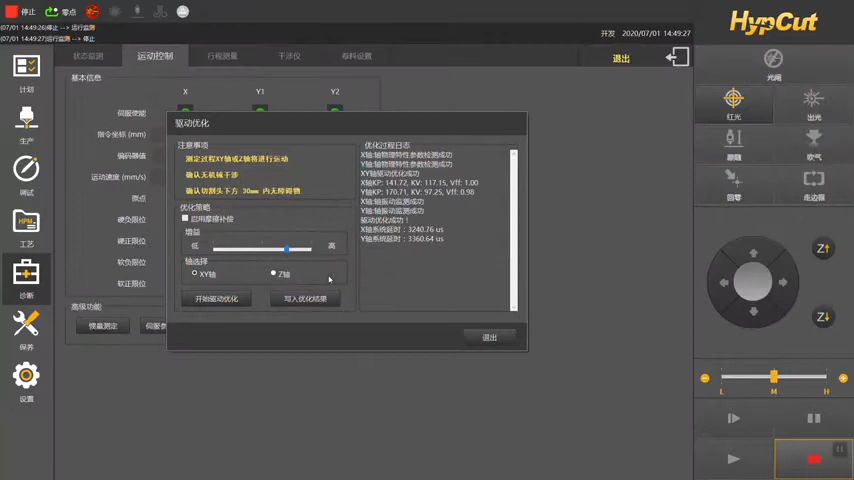 停止 零点
(07/01 14:49:26)停止 -> 运行监测
(07/01 14:49:27)运行监测 -> 停止
开发 2020/07/01 14:49:27
HypCut
状态监测 运动控制 行程测量 干涉仪 卷料设置 退出
计划
生产
调试
工艺
诊断
保养
设置
基本信息
X Y1 Y2
伺服使能
指令坐标 (mm)
编码器值
运动速度 (mm/s)
原点
硬负限位
硬正限位
软负限位
软正限位
高级功能
惯量测定
驱动优化
注意事项
测定过程XY轴或Z轴将进行运动
确认无机械干涉
确认切割头下方 30mm 内无障碍物
优化策略
启用摩擦补偿
增益
低 高
轴选择
XY轴 Z轴
开始驱动优化 写入优化结果
优化过程日志
X轴:轴物理特性参数检测成功
Y轴:轴物理特性参数检测成功
XY轴驱动优化成功
X轴KP: 141.72, KV: 117.15, Vff: 1.00
Y轴KP: 170.71, KV: 97.25, Vff: 0.98
X轴:轴振动监测成功
Y轴:轴振动监测成功
驱动优化成功！
X轴系统延时：3240.76 us
Y轴系统延时：3360.64 us
退出
光闸
红光 出光
跟随 吹气
回零 走边框
Z↑
Z↓
L M H